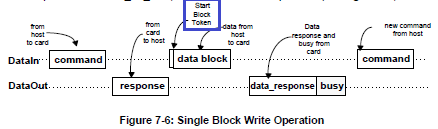 from
host
to card
from
card
to host
Start
Block
Token
data from
host
to card
Data
response and
busy from
card
new command
from host
DataIn
command
data block
command
DataOut
response
data_response
busy
Figure 7-6: Single Block Write Operation